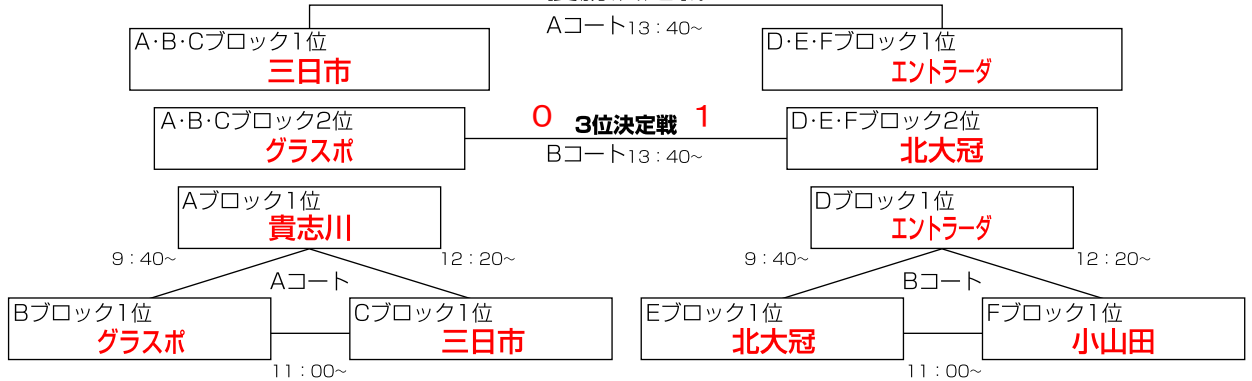 Aコート13：40~
A･B･Cブロック1位
三日市
D･E･Fブロック1位
エントラーダ
A･B･Cブロック2位
グラスポ
0 3位決定戦 1
Bコート13：40~
D･E･Fブロック2位
北大冠
Aブロック1位
貴志川
Dブロック1位
エントラーダ
9：40~
12：20~
9：40~
12：20~
Aコート
Bコート
Bブロック1位
グラスポ
Cブロック1位
三日市
Eブロック1位
北大冠
Fブロック1位
小山田
11：00~
11：00~